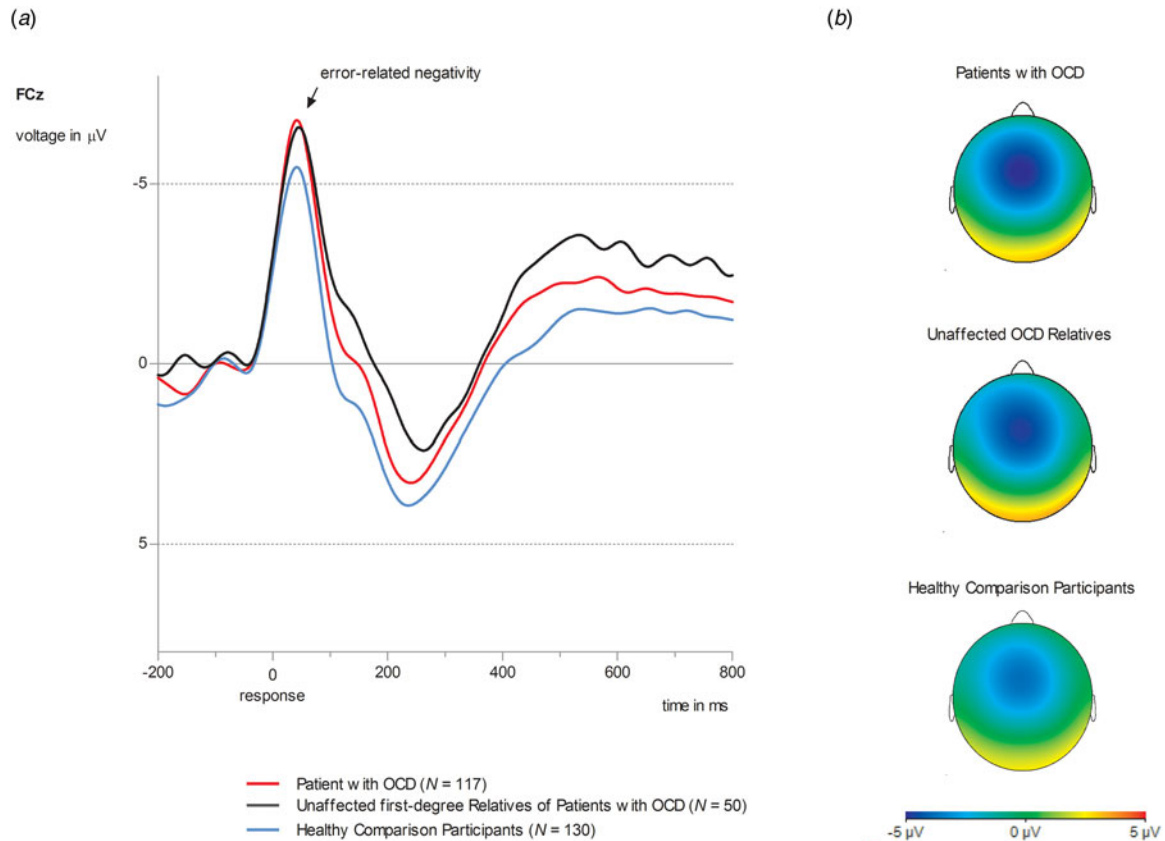 (a)
FCz
voltage in μV
error-related negativity
-5
0
5
-200
0
200
400
600
800
response
time in ms
Patient with OCD (N = 117)
Unaffected first-degree Relatives of Patients with OCD (N = 50)
Healthy Comparison Participants (N = 130)
(b)
Patients with OCD
Unaffected OCD Relatives
Healthy Comparison Participants
-5 μV
0 μV
5 μV